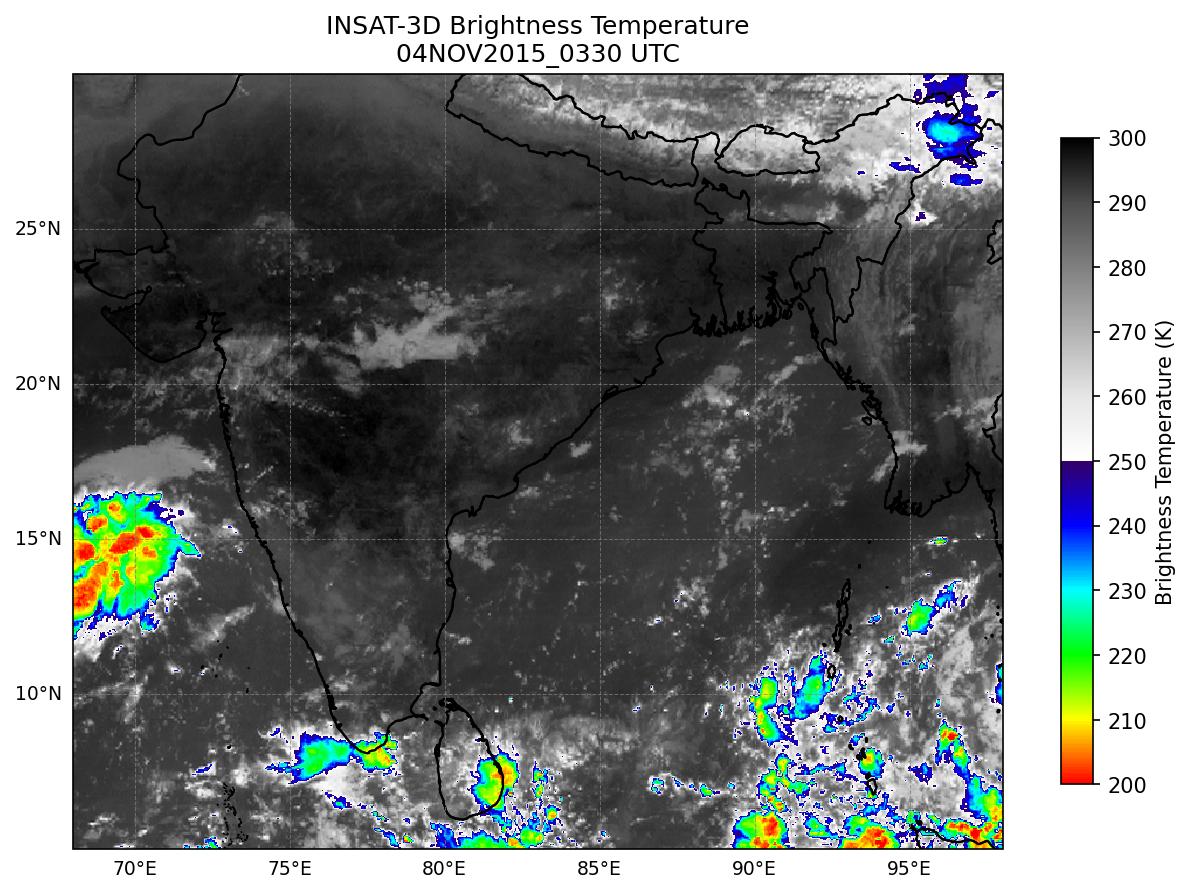 INSAT-3D Brightness Temperature
04NOV2015_0330 UTC
25°N
20°N
15°N
10°N
70°E
75°E
80°E
85°E
90°E
95°E
300
290
280
270
260
250
240
230
220
210
200
Brightness Temperature (K)